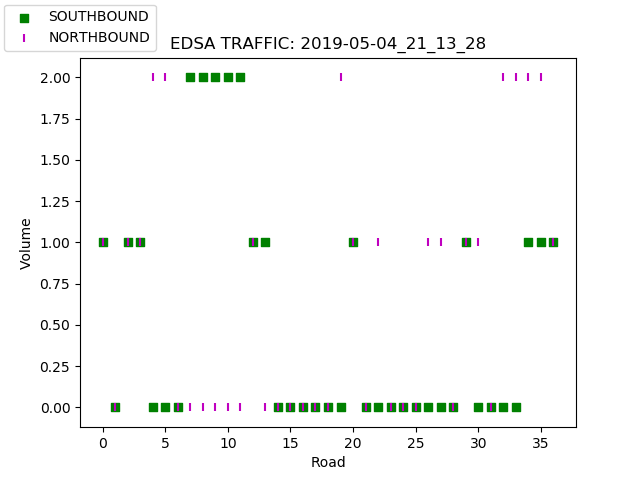 SOUTHBOUND
NORTHBOUND
EDSA TRAFFIC: 2019-05-04_21_13_28
2.00
1.75
1.50
1.25
1.00
0.75
0.50
0.25
0.00
Volume
0 5 10 15 20 25 30 35
Road